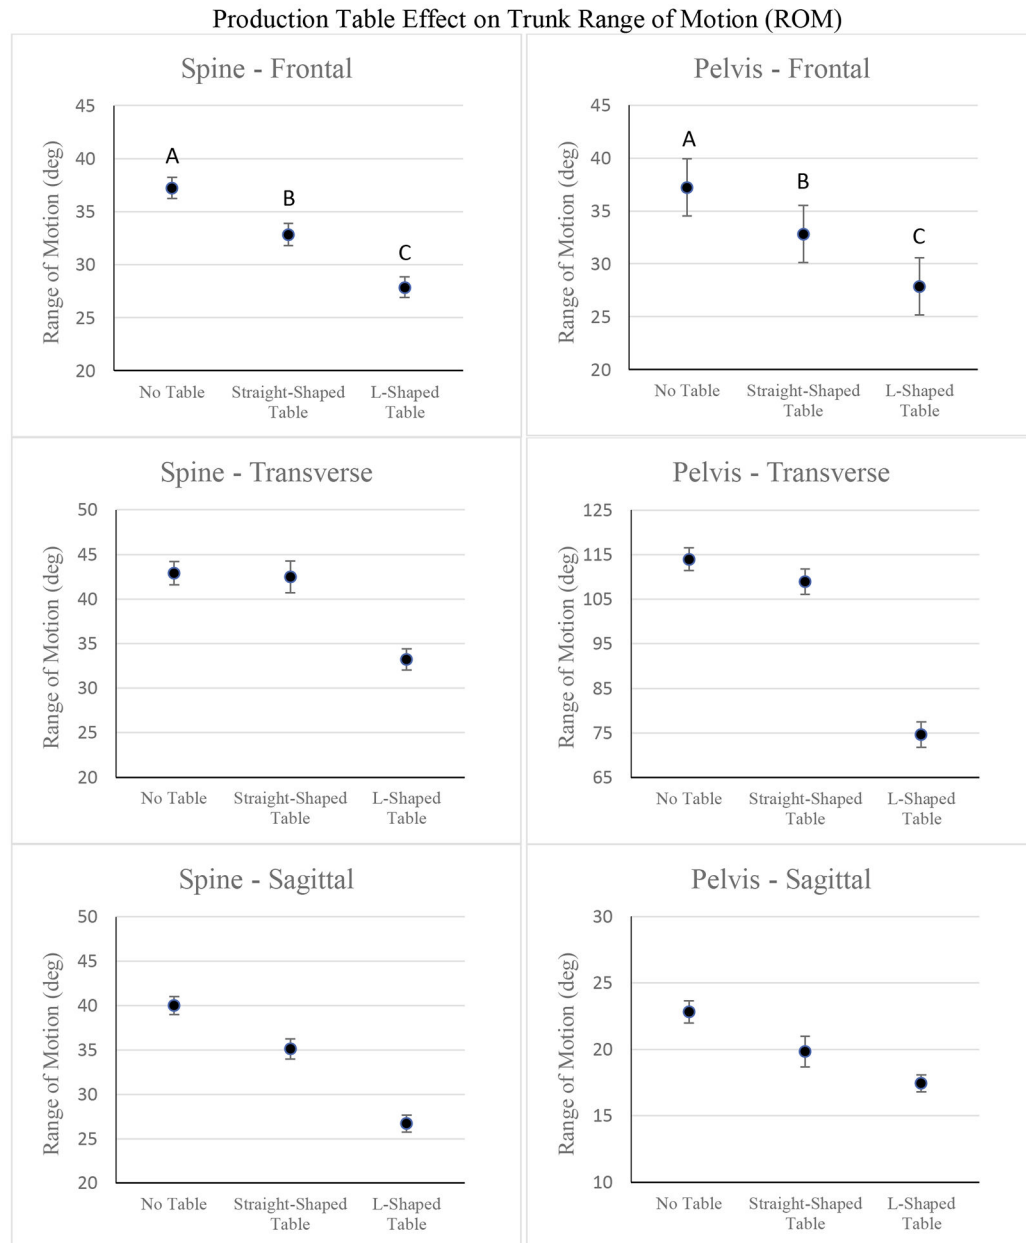 Production Table Effect on Trunk Range of Motion (ROM)
Spine - Frontal
Range of Motion (deg)
45
40
35
30
25
20
A
B
C
No Table
Straight-Shaped
Table
L-Shaped
Table
Pelvis - Frontal
Range of Motion (deg)
45
40
35
30
25
20
A
B
C
No Table
Straight-Shaped
Table
L-Shaped
Table
Spine - Transverse
Range of Motion (deg)
50
45
40
35
30
25
20
No Table
Straight-Shaped
Table
L-Shaped
Table
Pelvis - Transverse
Range of Motion (deg)
125
115
105
95
85
75
65
No Table
Straight-Shaped
Table
L-Shaped
Table
Spine - Sagittal
Range of Motion (deg)
50
45
40
35
30
25
20
No Table
Straight-Shaped
Table
L-Shaped
Table
Pelvis - Sagittal
Range of Motion (deg)
30
25
20
15
10
No Table
Straight-Shaped
Table
L-Shaped
Table